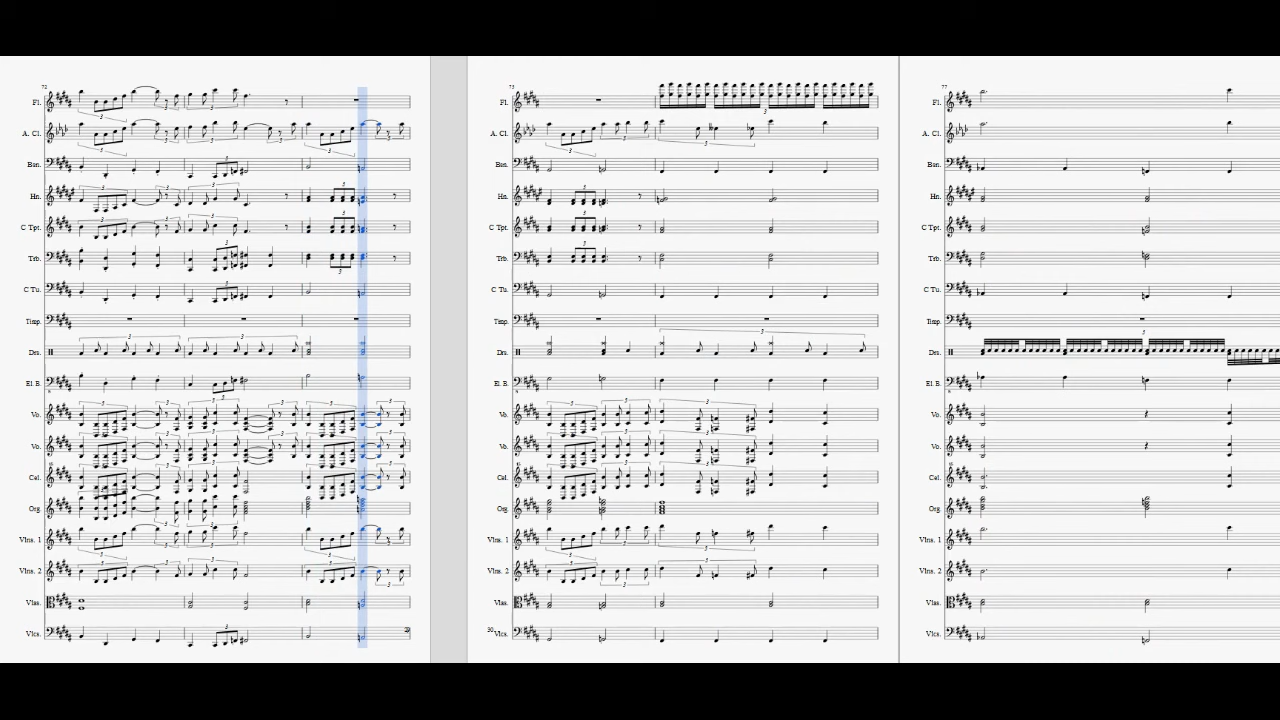 72 75 77
Fl. Fl. Fl.
A. Cl. A. Cl. A. Cl.
Bsn. Bsn. Bsn.
Hn. Hn. Hn.
C Tpt. C Tpt. C Tpt.
Trb. Trb. Trb.
C Tu. C Tu. C Tu.
Timp. Timp. Timp.
Drs. Drs. Drs.
El. B. El. B. El. B.
Vo. Vo. Vo.
Vo. Vo. Vo.
Cel. Cel. Cel.
Org. Org. Org.
Vlns. 1 Vlns. 1 Vlns. 1
Vlns. 2 Vlns. 2 Vlns. 2
Vlas. Vlas. Vlas.
Vlcs. Vlcs. Vlcs.